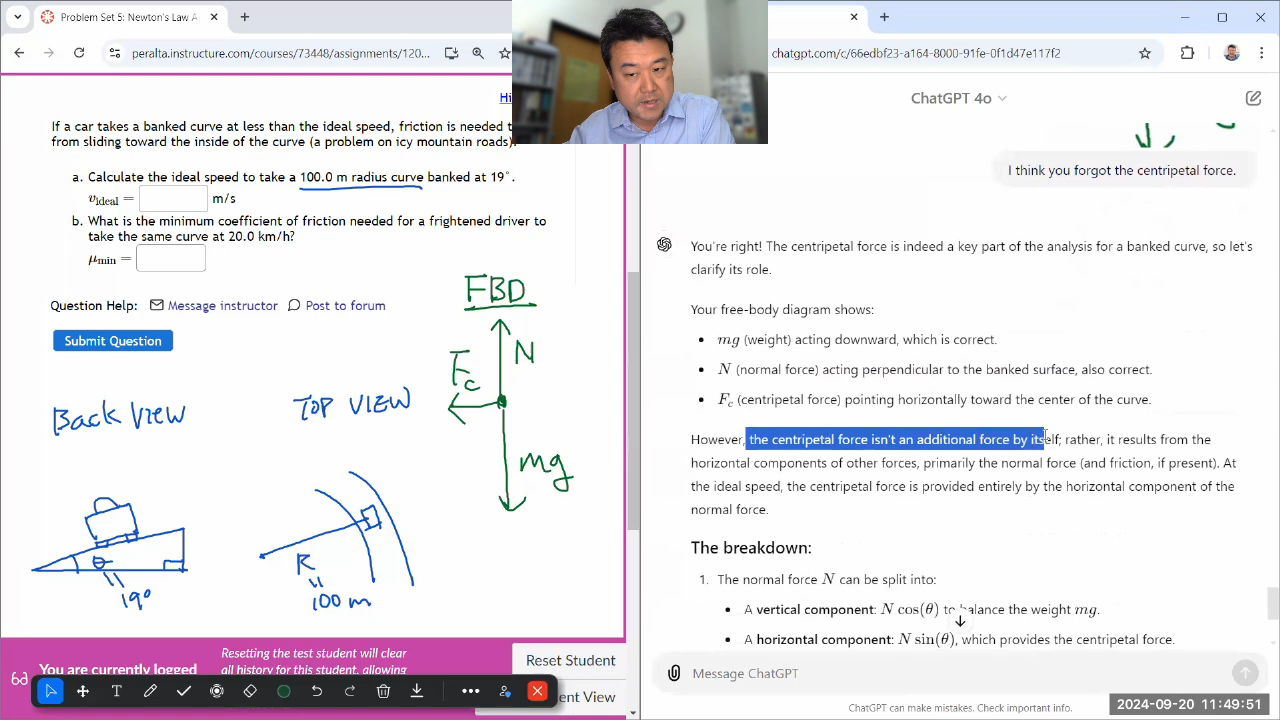 Problem Set 5: Newton's Law A
peralta.instructure.com/courses/73448/assignments/120...
chatgpt.com/c/66edbf23-a164-8000-91fe-0f1d47e117f2
Hi
If a car takes a banked curve at less than the ideal speed, friction is needed t
from sliding toward the inside of the curve (a problem on icy mountain roads).
a. Calculate the ideal speed to take a 100.0 m radius curve banked at 19°.
v_ideal = m/s
b. What is the minimum coefficient of friction needed for a frightened driver to
take the same curve at 20.0 km/h?
μ_min =
Question Help: Message instructor Post to forum
Submit Question
FBD
N
F_c
mg
Back View
TOP VIEW
θ
19°
R
100 m
You are currently logged
Resetting the test student will clear
all history for this student, allowing
Reset Student
ent View
ChatGPT 4o
I think you forgot the centripetal force.
You're right! The centripetal force is indeed a key part of the analysis for a banked curve, so let's
clarify its role.
Your free-body diagram shows:
• mg (weight) acting downward, which is correct.
• N (normal force) acting perpendicular to the banked surface, also correct.
• F_c (centripetal force) pointing horizontally toward the center of the curve.
However, the centripetal force isn't an additional force by itself; rather, it results from the
horizontal components of other forces, primarily the normal force (and friction, if present). At
the ideal speed, the centripetal force is provided entirely by the horizontal component of the
normal force.
The breakdown:
1. The normal force N can be split into:
• A vertical component: N cos(θ) to balance the weight mg.
• A horizontal component: N sin(θ), which provides the centripetal force.
Message ChatGPT
ChatGPT can make mistakes. Check important info.
2024-09-20 11:49:51